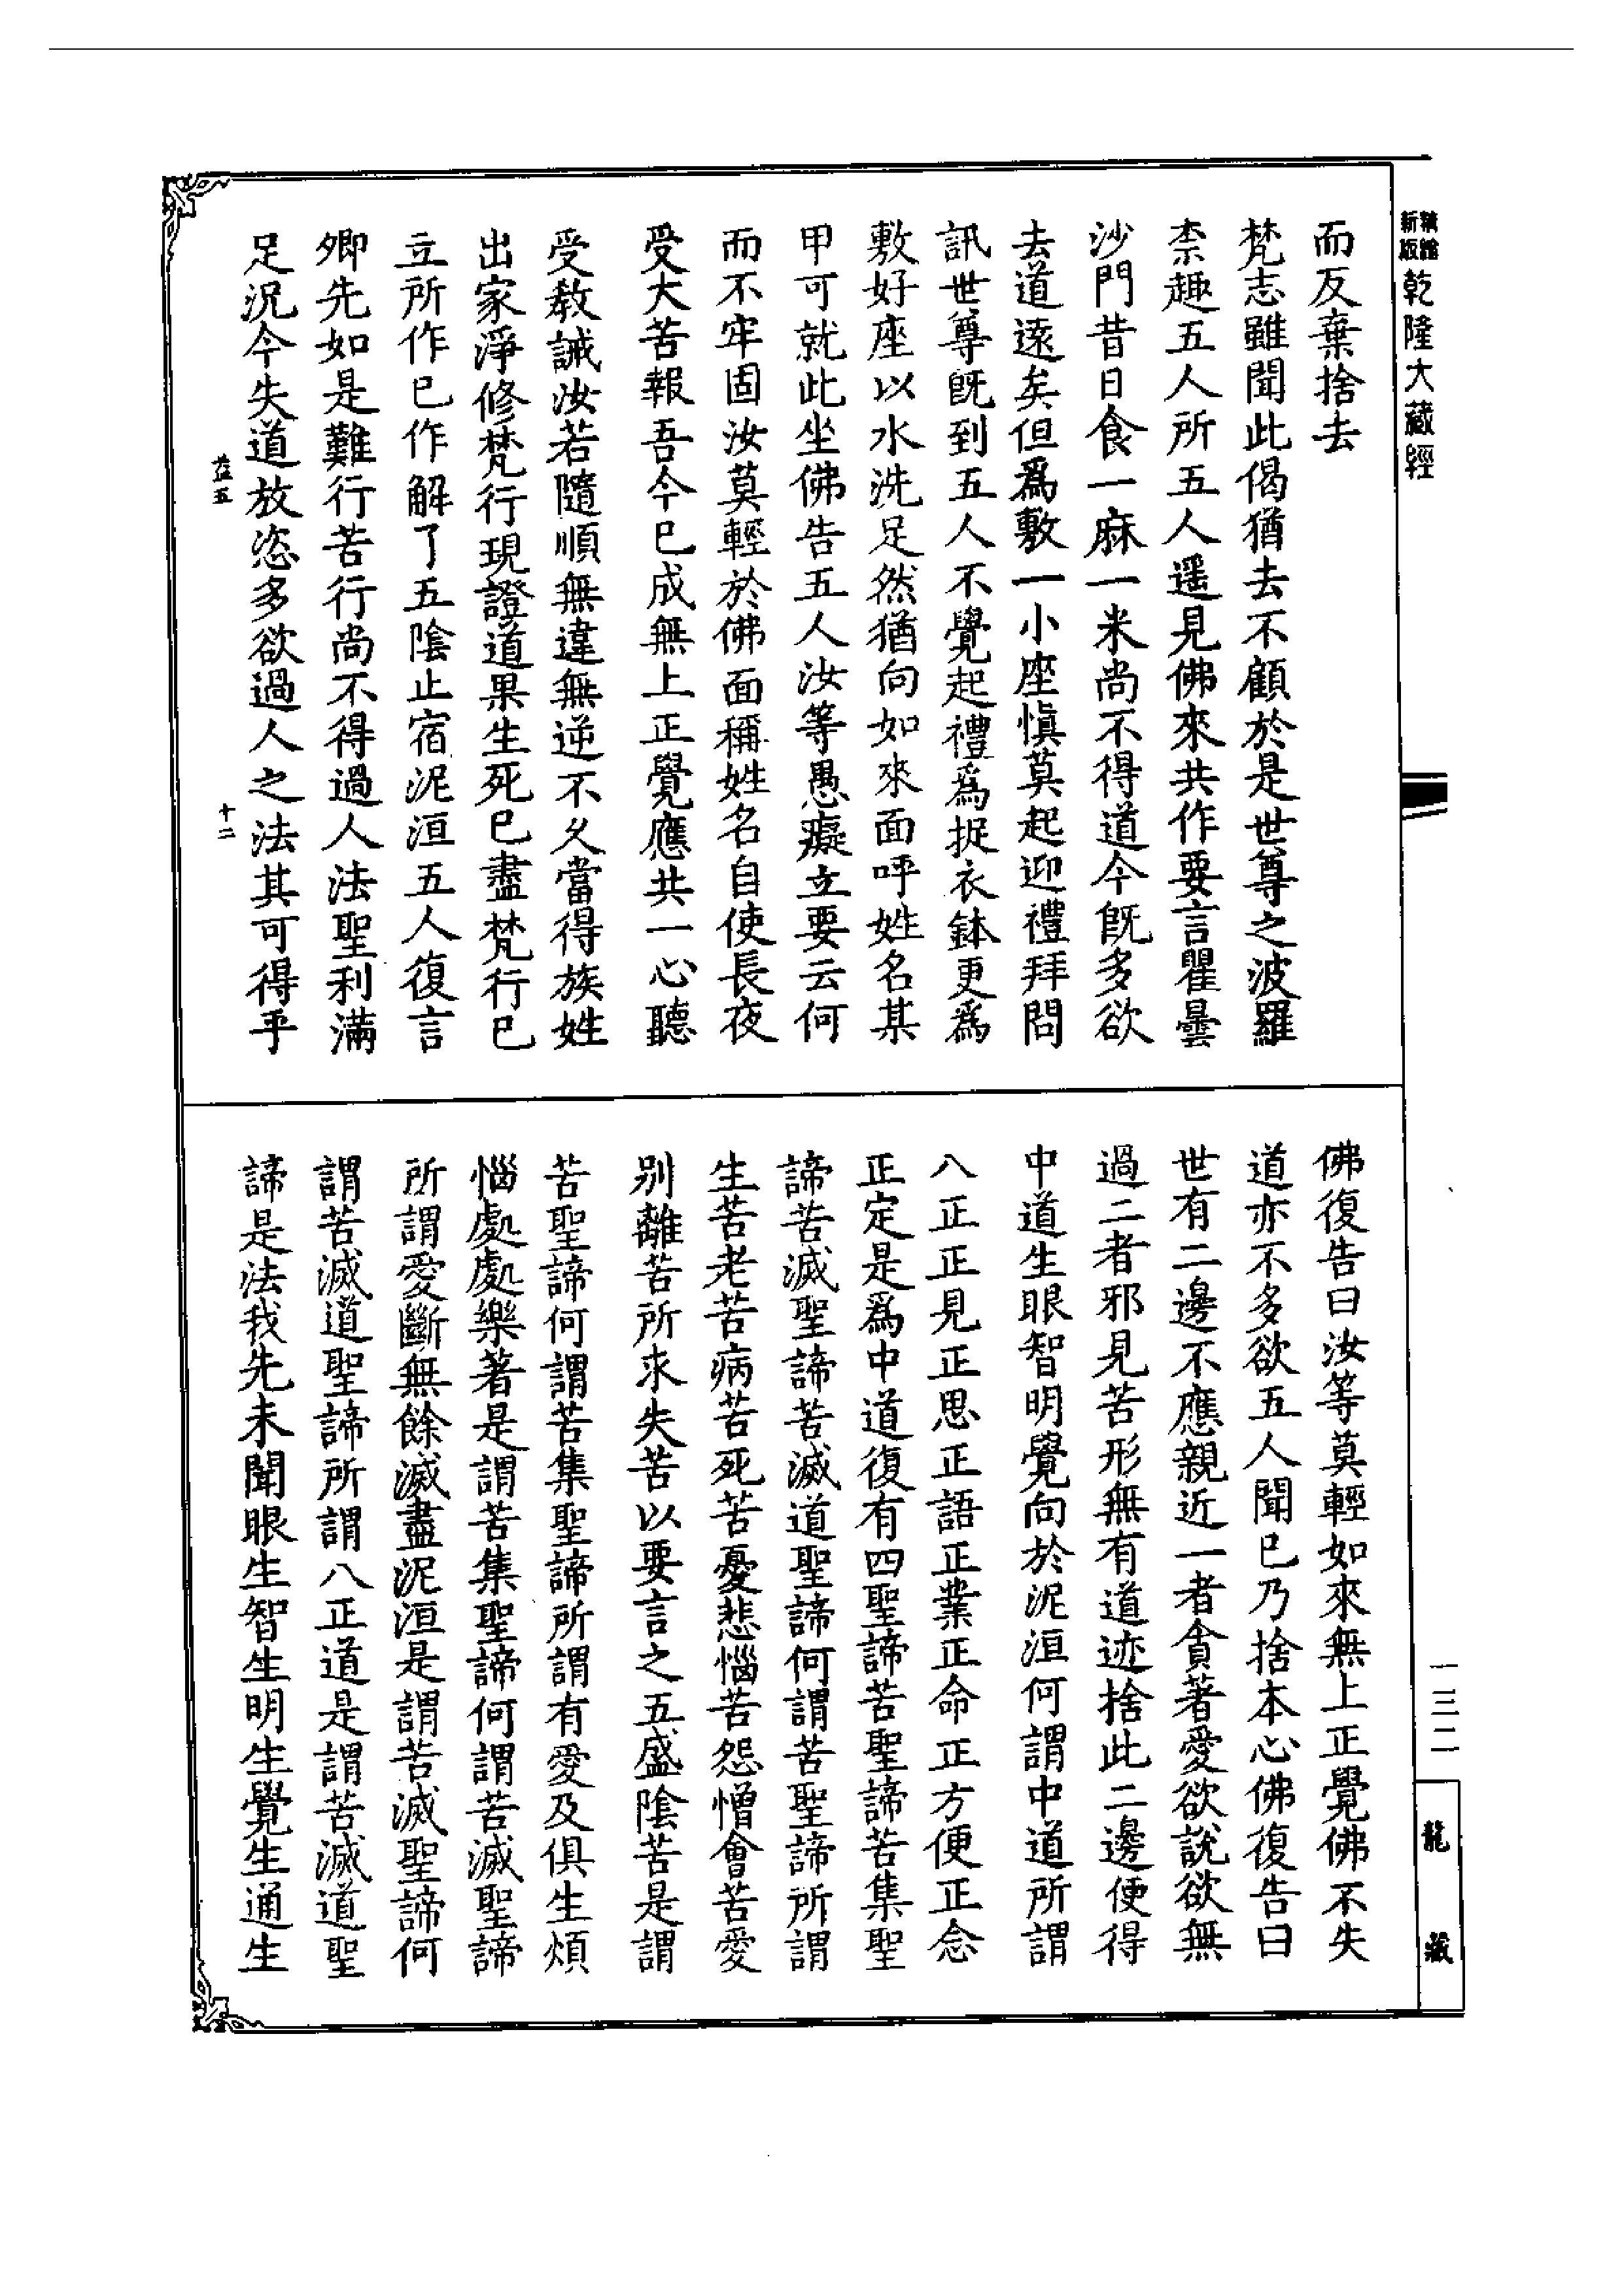 新版
精縮
乾隆大藏經
而反棄捨去
梵志雖聞此偈猶去不顧於是世尊之波羅
柰趣五人所五人遥見佛來共作要言瞿曇
沙門昔日食一麻一米尚不得道今旣多欲
去道遠矣但爲敷一小座愼莫起迎禮拜問
訊世尊旣到五人不覺起禮爲捉衣鉢更爲
敷好座以水洗足然猶向如來面呼姓名某
甲可就此坐佛告五人汝等愚癡立要云何
而不牢固汝莫輕於佛面稱姓名自使長夜
受大苦報吾今已成無上正覺應共一心聽
受教誡汝若隨順無違無逆不久當得族姓
出家淨修梵行現證道果生死已盡梵行已
立所作已作解了五陰止宿泥洹五人復言
卿先如是難行苦行尚不得過人法聖利滿
足況今失道放恣多欲過人之法其可得乎
益五
十二
佛復告曰汝等莫輕如來無上正覺佛不失
道亦不多欲五人聞已乃捨本心佛復告曰
世有二邊不應親近一者貪著愛欲說欲無
過二者邪見苦形無有道迹捨此二邊便得
中道生眼智明覺向於泥洹何謂中道所謂
八正正見正思正語正業正命正方便正念
正定是爲中道復有四聖諦苦聖諦苦集聖
諦苦滅聖諦苦滅道聖諦何謂苦聖諦所謂
生苦老苦病苦死苦憂悲惱苦怨憎會苦愛
别離苦所求失苦以要言之五盛陰苦是謂
苦聖諦何謂苦集聖諦所謂有愛及俱生煩
惱處處樂著是謂苦集聖諦何謂苦滅聖諦
所謂愛斷無餘滅盡泥洹是謂苦滅聖諦何
謂苦滅道聖諦所謂八正道是謂苦滅道聖
諦是法我先未聞眼生智生明生覺生通生
一三二
龍藏